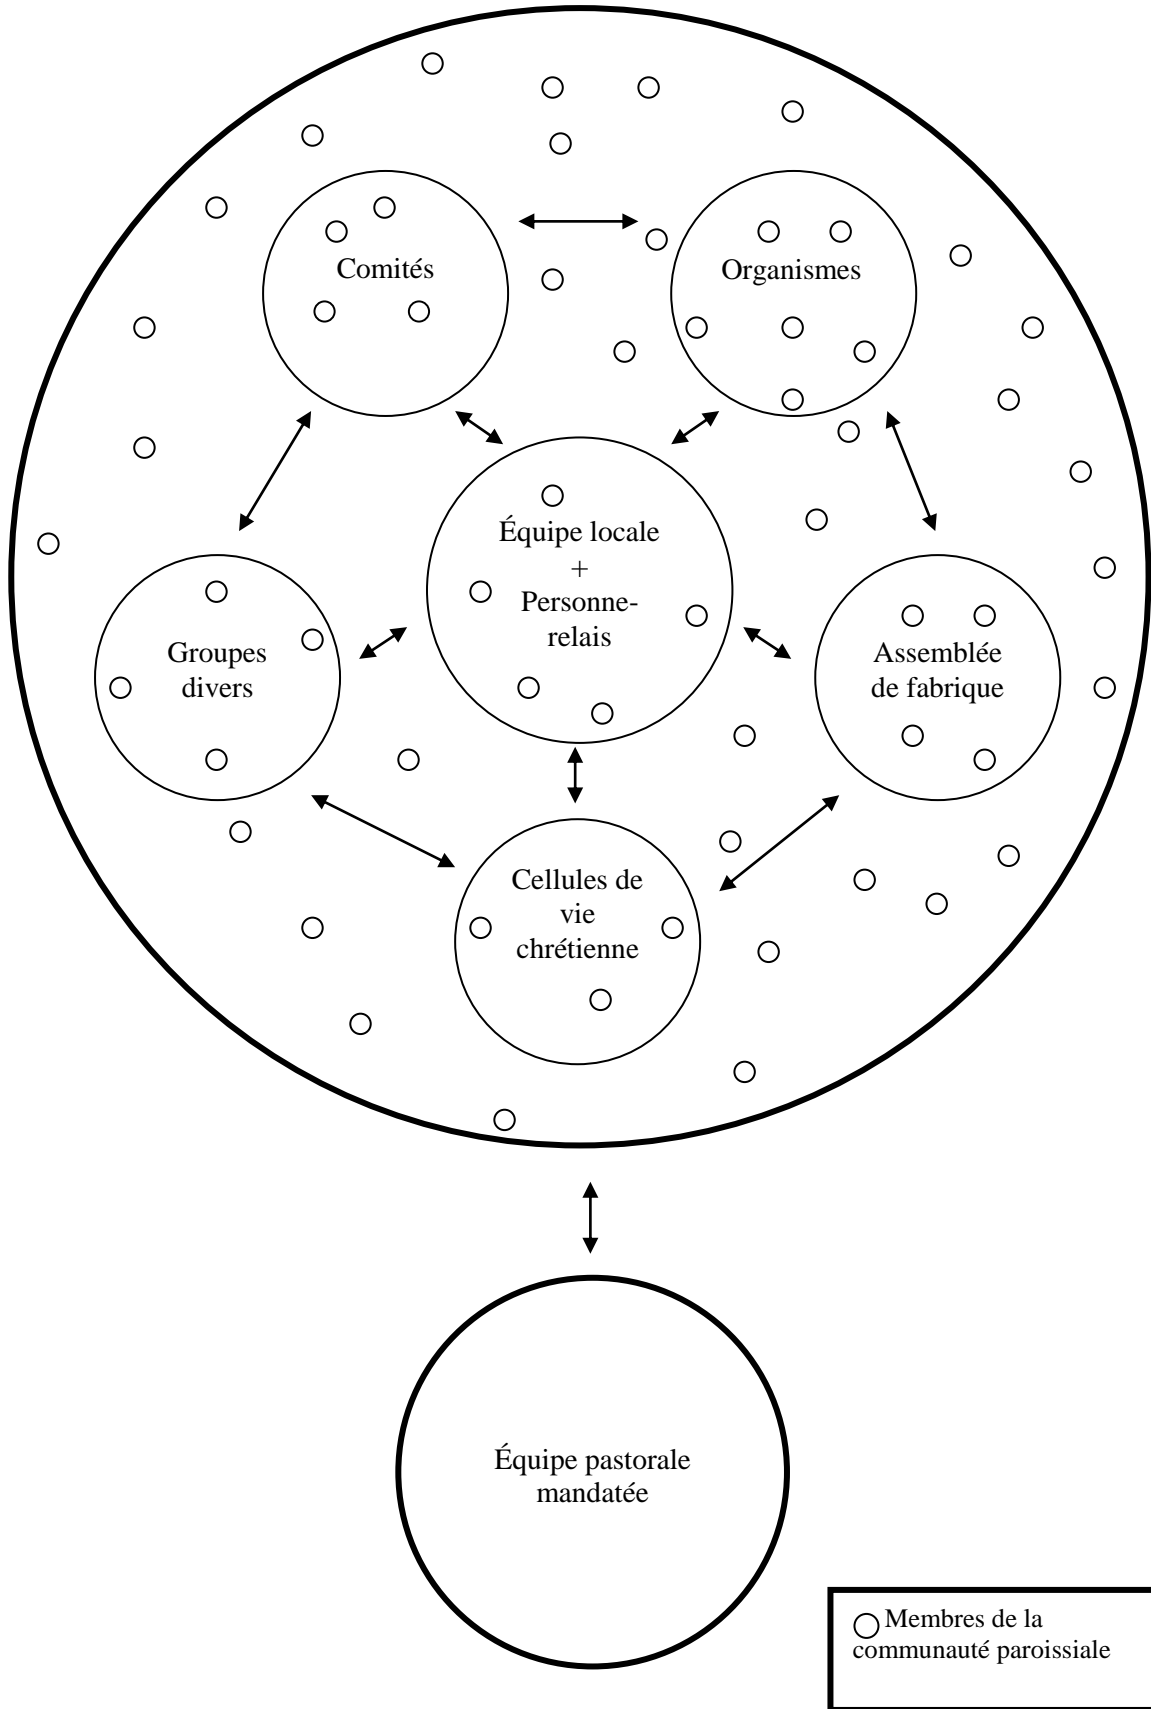 Comités
Organismes
Équipe locale
+
Personne-
relais
Groupes
divers
Assemblée
de fabrique
Cellules de
vie
chrétienne
Équipe pastorale
mandatée
Membres de la
communauté paroissiale